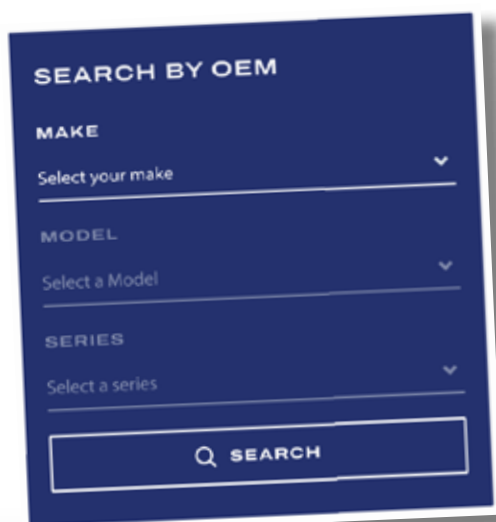 SEARCH BY OEM
MAKE
Select your make
MODEL
Select a Model
SERIES
Select a series
SEARCH